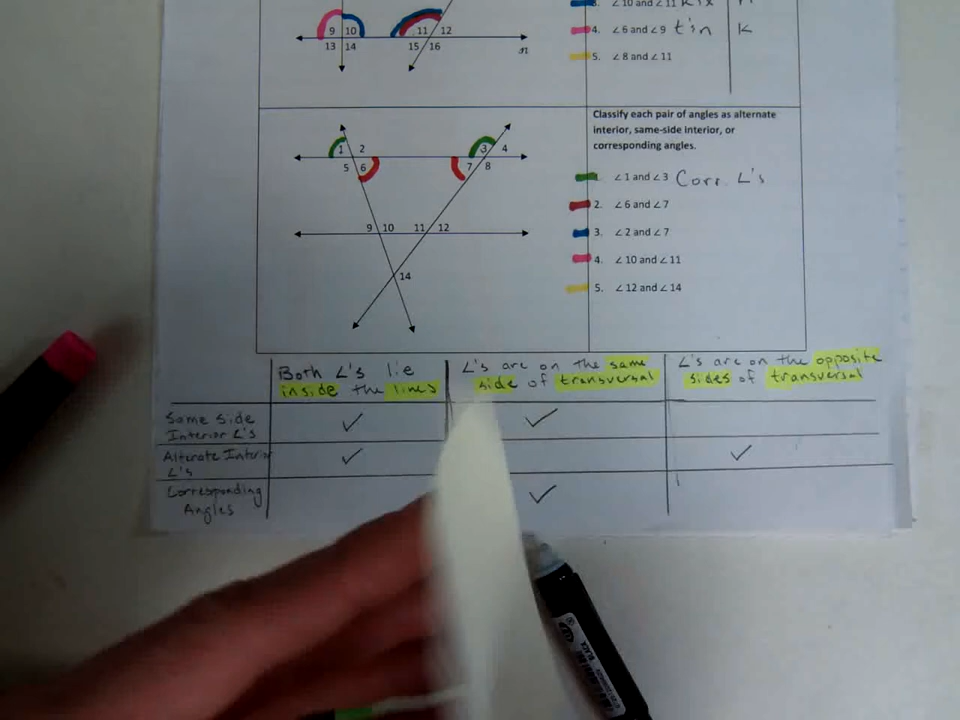 3. ∠10 and ∠11
9 10 11 12
4. ∠6 and ∠9 t in k
13 14 15 16 n
5. ∠8 and ∠11
Classify each pair of angles as alternate
interior, same-side interior, or
corresponding angles.
1 2 3 4
5 6 7 8
1. ∠1 and ∠3 Corr. ∠'s
2. ∠6 and ∠7
9 10 11 12
3. ∠2 and ∠7
4. ∠10 and ∠11
14
5. ∠12 and ∠14
Both ∠'s lie
inside the lines
∠'s are on the same
side of transversal
∠'s are on the opposite
sides of transversal
Same side
Interior ∠'s
Alterate Interior
∠'s
Corresponding
Angles
BLACK